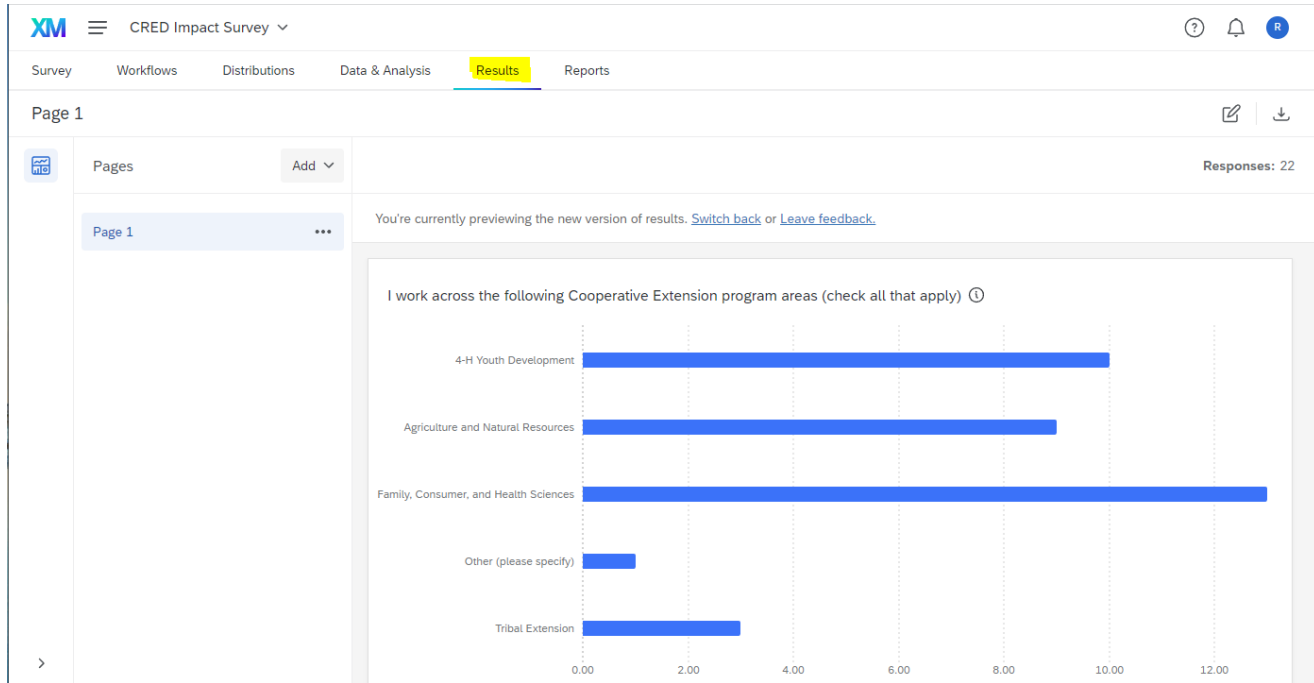 XM CRED Impact Survey ? R
Survey Workflows Distributions Data & Analysis Results Reports
Page 1
Pages Add Responses: 22
Page 1
You're currently previewing the new version of results. Switch back or Leave feedback.
I work across the following Cooperative Extension program areas (check all that apply)
4-H Youth Development
Agriculture and Natural Resources
Family, Consumer, and Health Sciences
Other (please specify)
Tribal Extension
0.00 2.00 4.00 6.00 8.00 10.00 12.00